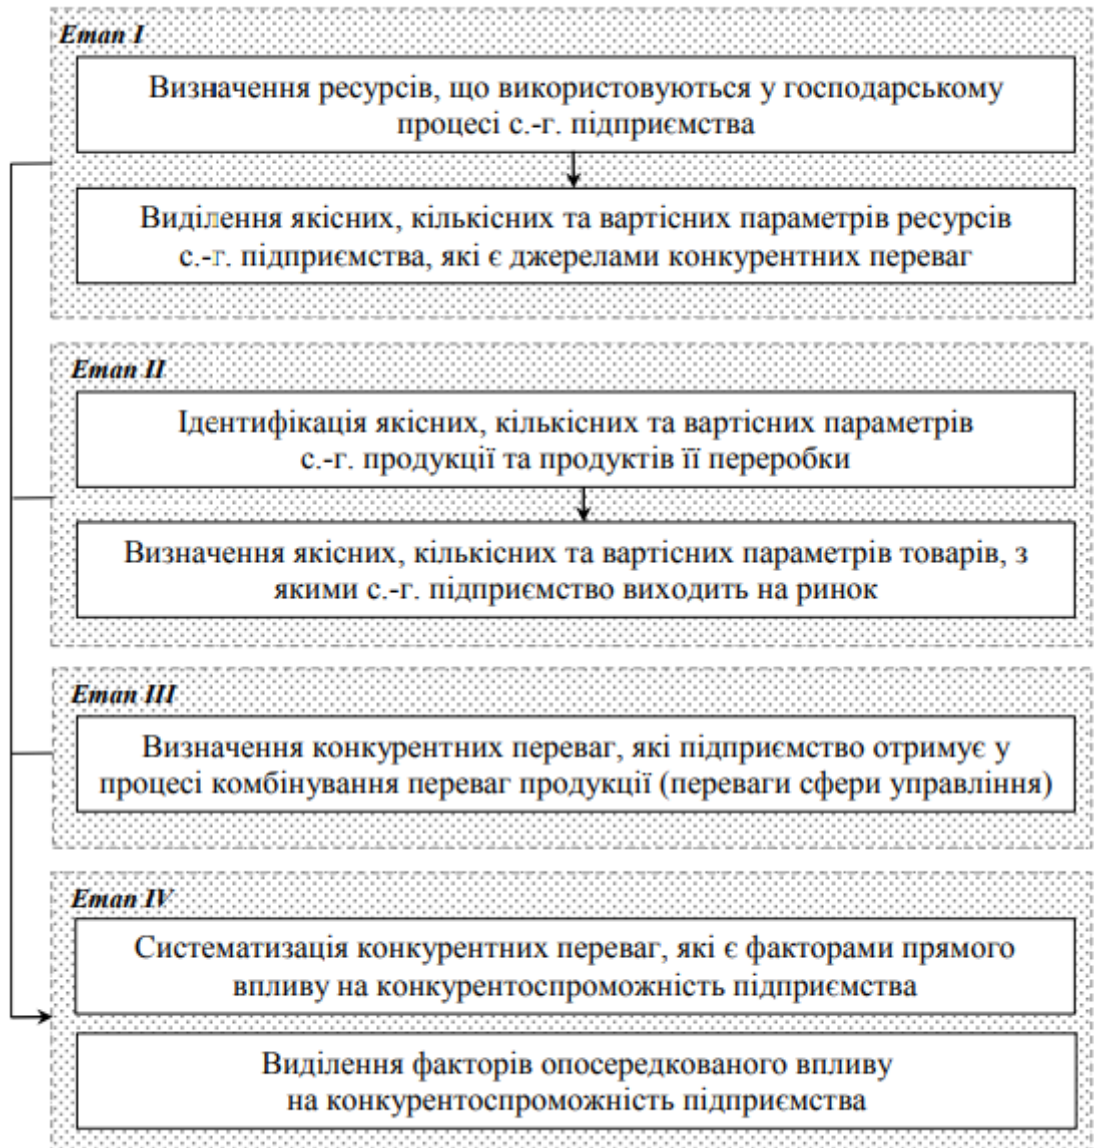 Етап I
Визначення ресурсів, що використовуються у господарському
процесі с.-г. підприємства
Виділення якісних, кількісних та вартісних параметрів ресурсів
с.-г. підприємства, які є джерелами конкурентних переваг
Етап II
Ідентифікація якісних, кількісних та вартісних параметрів
с.-г. продукції та продуктів її переробки
Визначення якісних, кількісних та вартісних параметрів товарів, з
якими с.-г. підприємство виходить на ринок
Етап III
Визначення конкурентних переваг, які підприємство отримує у
процесі комбінування переваг продукції (переваги сфери управління)
Етап IV
Систематизація конкурентних переваг, які є факторами прямого
впливу на конкурентоспроможність підприємства
Виділення факторів опосередкованого впливу
на конкурентоспроможність підприємства